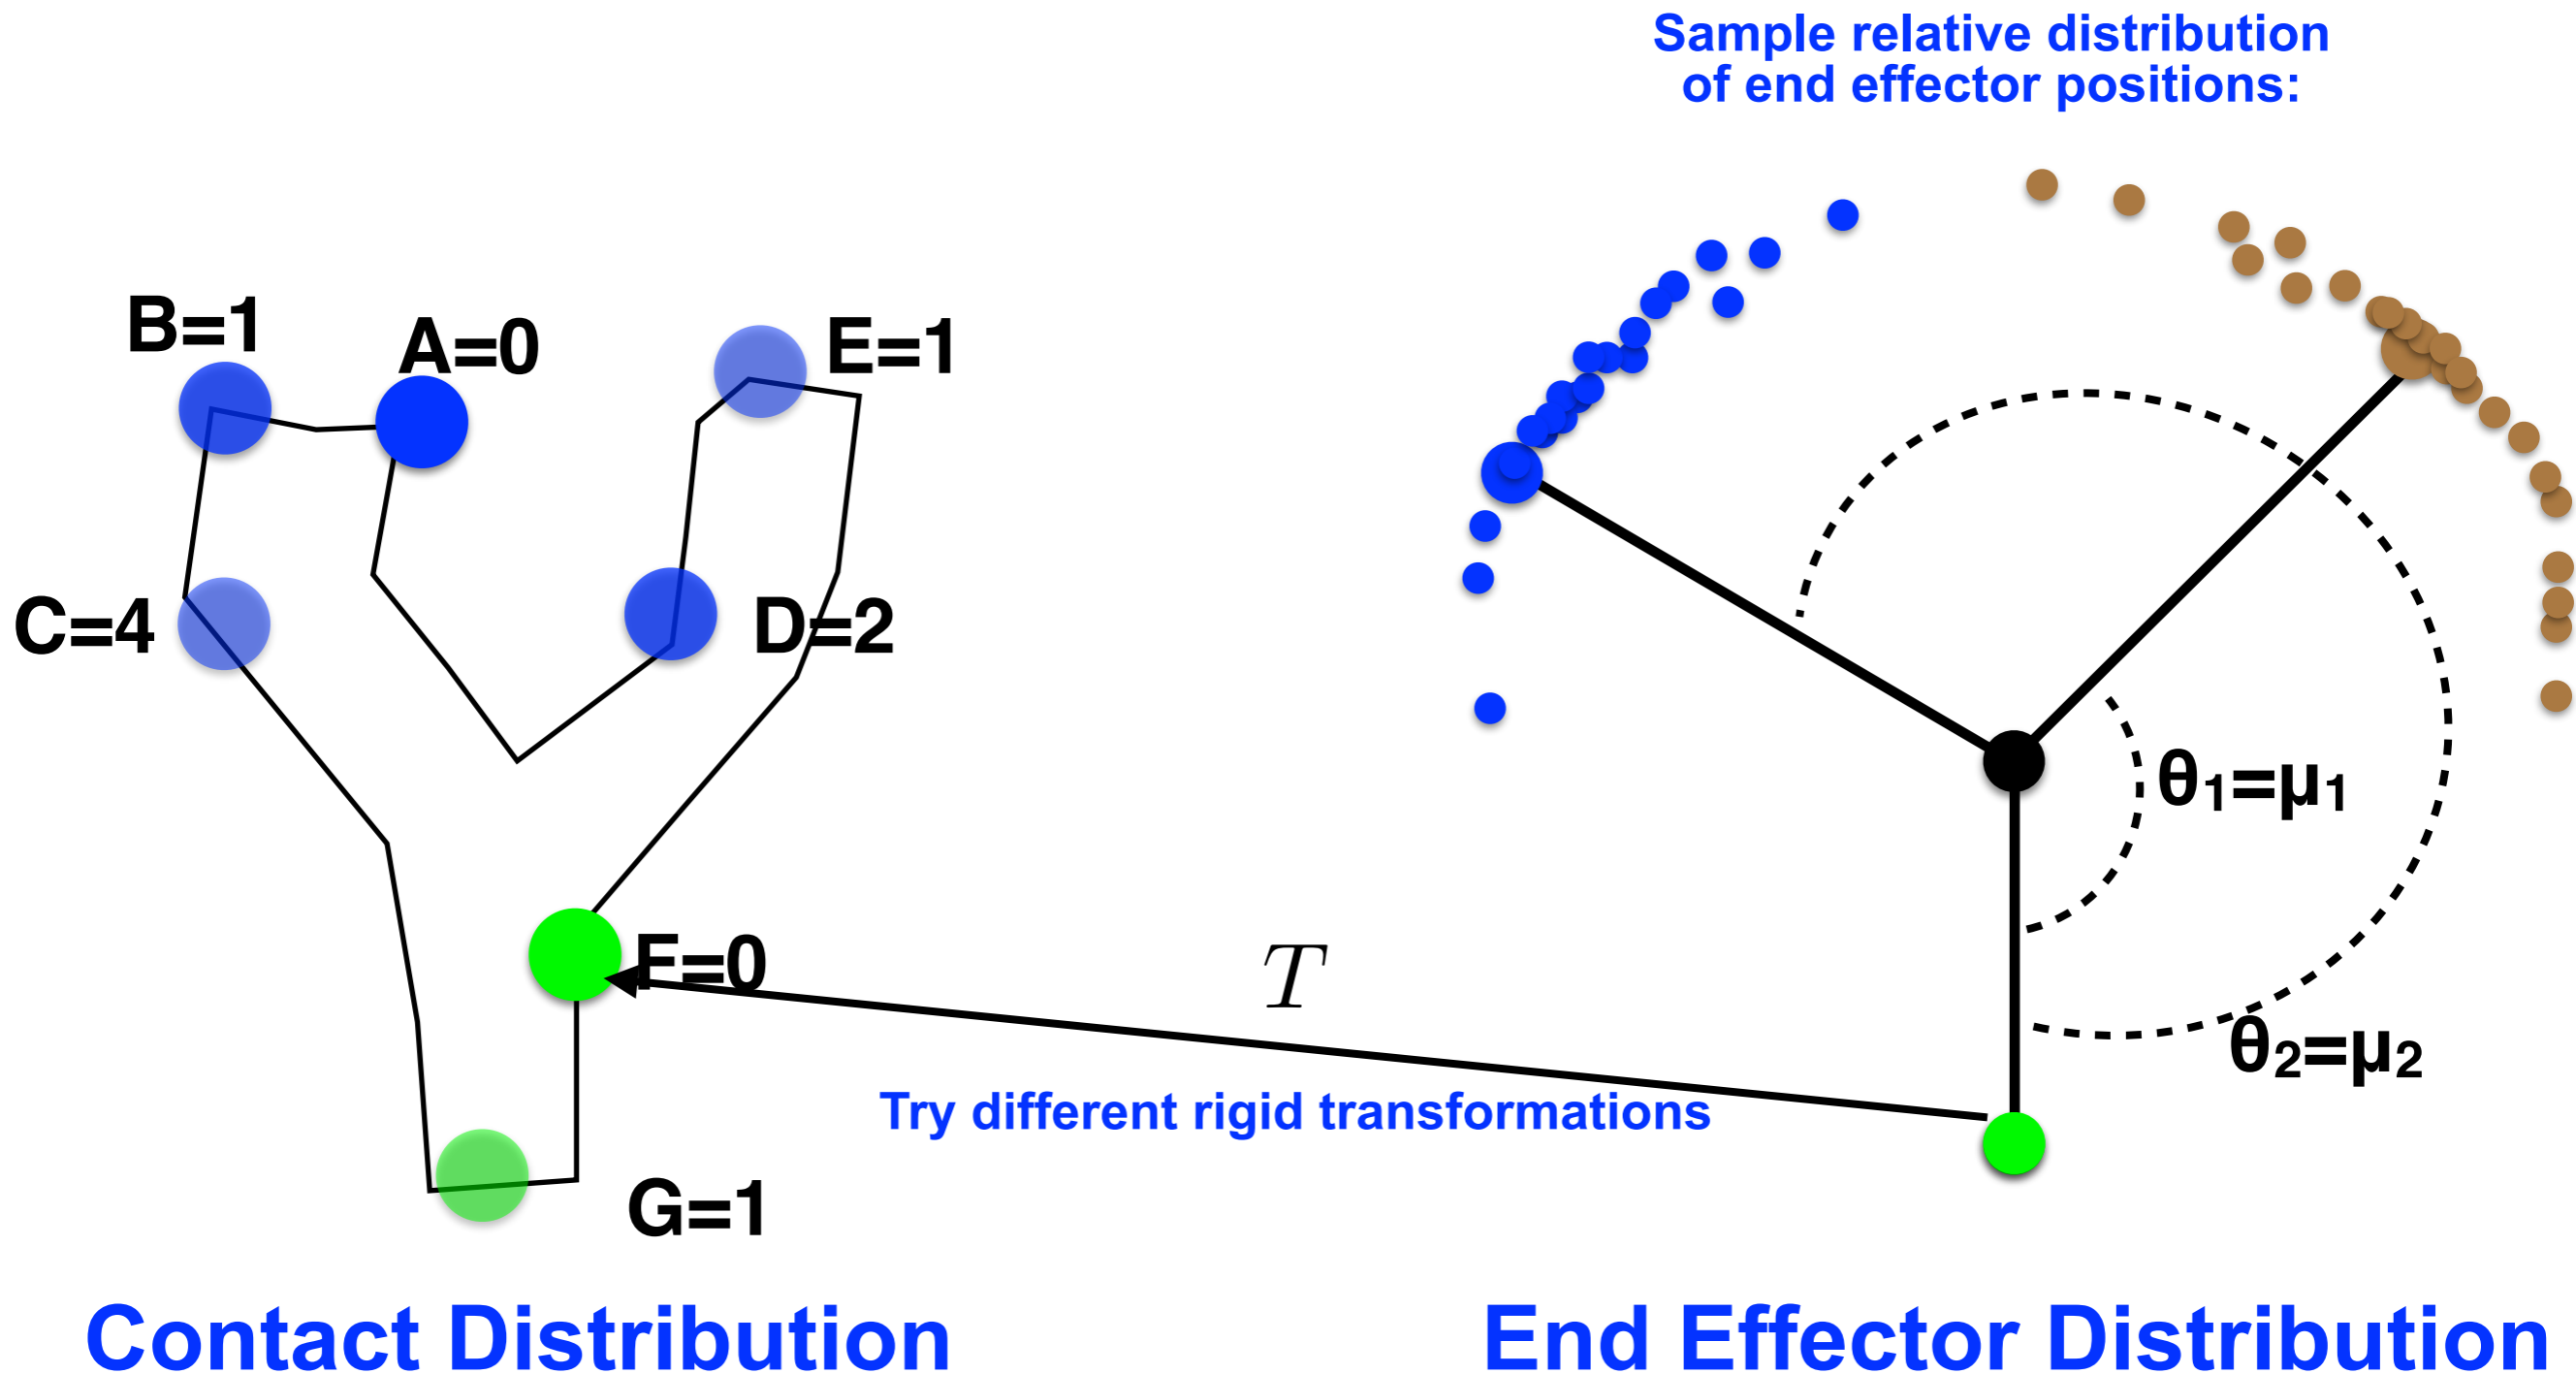 Sample relative distribution
of end effector positions:
B=1
A=0
E=1
C=4
D=2
θ₁=μ₁
F=0
T
θ₂=μ₂
Try different rigid transformations
G=1
Contact Distribution
End Effector Distribution